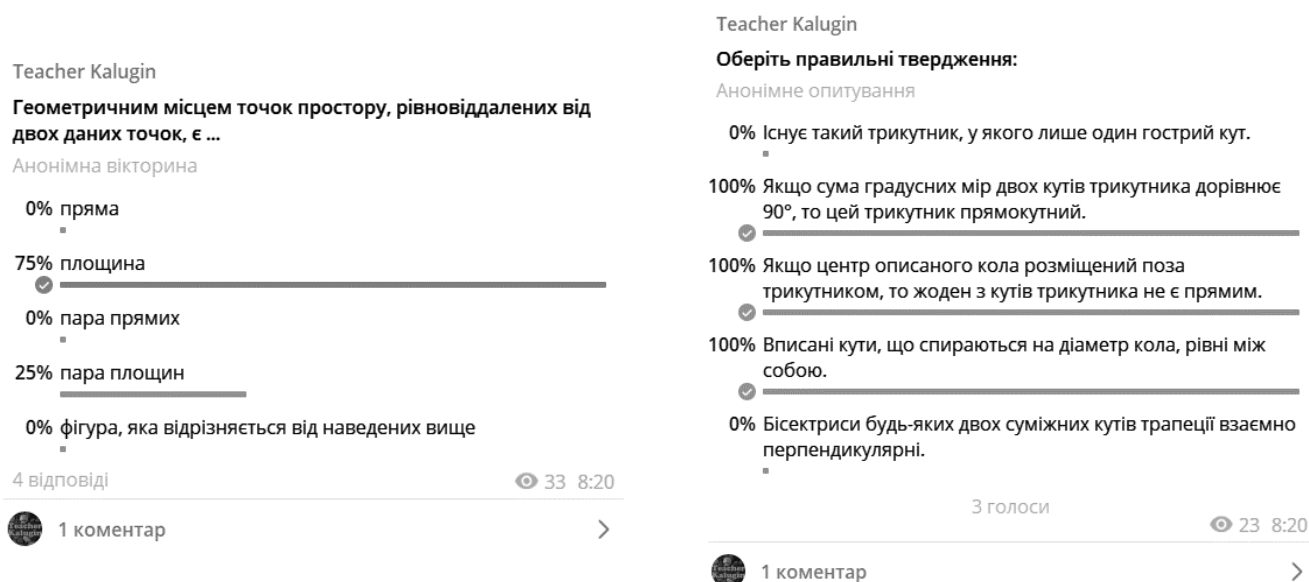 Teacher Kalugin
Геометричним місцем точок простору, рівновіддалених від
двох даних точок, є ...
Анонімна вікторина
0% пряма
75% площина
0% пара прямих
25% пара площин
0% фігура, яка відрізняється від наведених вище
4 відповіді
33 8:20
1 коментар
Teacher Kalugin
Оберіть правильні твердження:
Анонімне опитування
0% Існує такий трикутник, у якого лише один гострий кут.
100% Якщо сума градусних мір двох кутів трикутника дорівнює
90°, то цей трикутник прямокутний.
100% Якщо центр описаного кола розміщений поза
трикутником, то жоден з кутів трикутника не є прямим.
100% Вписані кути, що спираються на діаметр кола, рівні між
собою.
0% Бісектриси будь-яких двох суміжних кутів трапеції взаємно
перпендикулярні.
3 голоси
23 8:20
Teacher
Kalugin
1 коментар